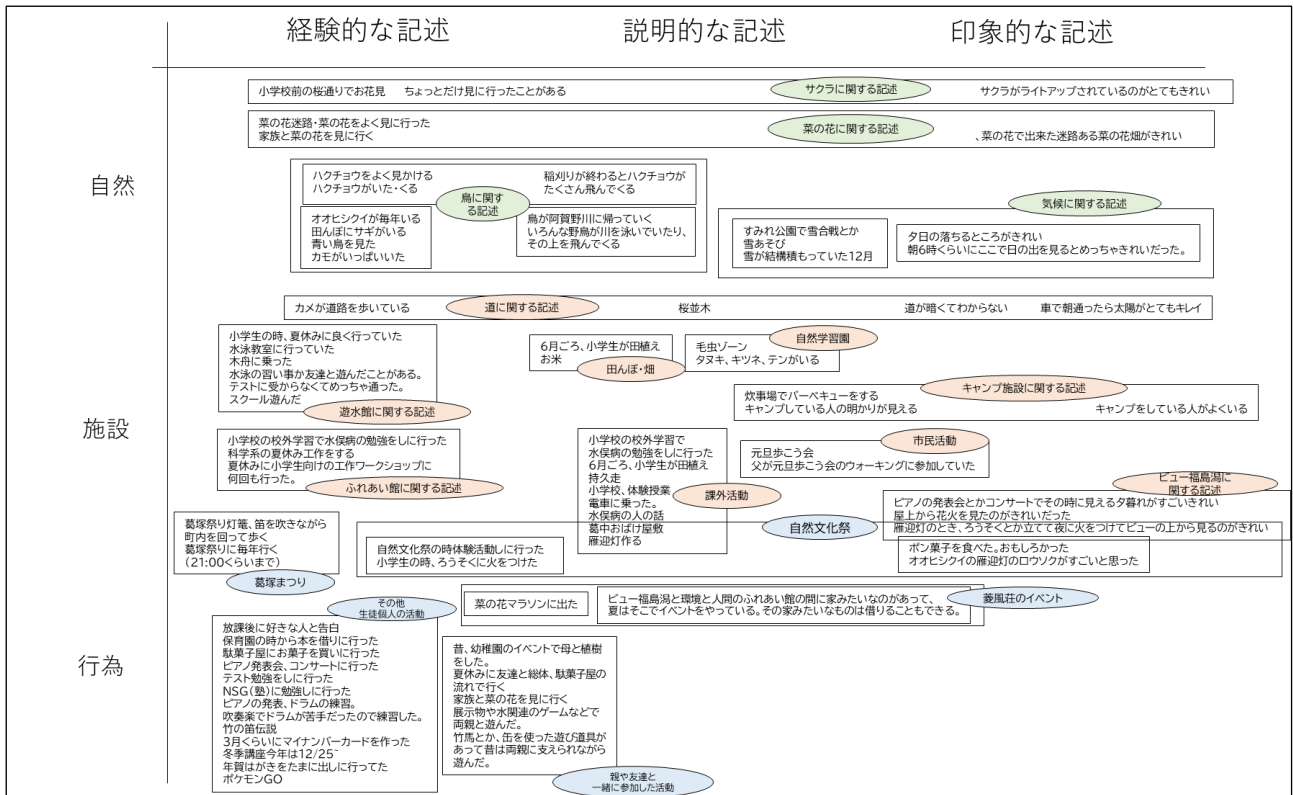 経験的な記述
説明的な記述
印象的な記述
自然
小学校前の桜通りでお花見　ちょっとだけ見に行ったことがある
サクラに関する記述
サクラがライトアップされているのがとてもきれい
菜の花迷路・菜の花をよく見に行った
家族と菜の花を見に行く
菜の花に関する記述
、菜の花で出来た迷路ある菜の花畑がきれい
ハクチョウをよく見かける
ハクチョウがいた・くる
稲刈りが終わるとハクチョウが
たくさん飛んでくる
鳥に関す
る記述
オオヒシクイが毎年いる
田んぼにサギがいる
青い鳥を見た
カモがいっぱいいた
鳥が阿賀野川に帰っていく
いろんな野鳥が川を泳いでいたり、
その上を飛んでくる
気候に関する記述
すみれ公園で雪合戦とか
雪あそび
雪が結構積もっていた12月
夕日の落ちるところがきれい
朝6時くらいにここで日の出を見るとめっちゃきれいだった。
施設
カメが道路を歩いている
道に関する記述
桜並木
道が暗くてわからない
車で朝通ったら太陽がとてもキレイ
小学生の時、夏休みに良く行っていた
水泳教室に行っていた
木舟に乗った
水泳の習い事か友達と遊んだことがある。
テストに受からなくてめっちゃ通った。
スクール遊んだ
遊水館に関する記述
6月ごろ、小学生が田植え
お米
田んぼ・畑
毛虫ゾーン
タヌキ、キツネ、テンがいる
自然学習園
炊事場でバーベキューをする
キャンプしている人の明かりが見える
キャンプ施設に関する記述
キャンプをしている人がよくいる
小学校の校外学習で水俣病の勉強をしに行った
科学系の夏休み工作をする
夏休みに小学生向けの工作ワークショップに
何回も行った。
ふれあい館に関する記述
小学校の校外学習で
水俣病の勉強をしに行った
6月ごろ、小学生が田植え
持久走
小学校、体験授業
電車に乗った。
水俣病の人の話
葛中おばけ屋敷
雁迎灯作る
課外活動
市民活動
元旦歩こう会
父が元旦歩こう会のウォーキングに参加していた
ビュー福島潟に
関する記述
ピアノの発表会とかコンサートでその時に見える夕暮れがすごいきれい
屋上から花火を見たのがきれいだった
雁迎灯のとき、ろうそくとか立てて夜に火をつけてビューの上から見るのがきれい
行為
葛塚祭り灯篭、笛を吹きながら
町内を回って歩く
葛塚祭りに毎年行く
(21:00くらいまで)
葛塚まつり
自然文化祭
自然文化祭の時体験活動しに行った
小学生の時、ろうそくに火をつけた
ポン菓子を食べた。おもしろかった
オオヒシクイの雁迎灯のロウソクがすごいと思った
その他
生徒個人の活動
菜の花マラソンに出た
ビュー福島潟と環境と人間のふれあい館の間に家みたいなのがあって、
夏はそこでイベントをやっている。その家みたいなものは借りることもできる。
菱風荘のイベント
放課後に好きな人と告白
保育園の時から本を借りに行った
駄菓子屋にお菓子を買いに行った
ピアノ発表会、コンサートに行った
テスト勉強をしに行った
NSG(塾)に勉強しに行った
ピアノの発表、ドラムの練習。
吹奏楽でドラムが苦手だったので練習した。
竹の笛伝説
3月くらいにマイナンバーカードを作った
冬季講座今年は12/25~
年賀はがきをたまに出しに行ってた
ポケモンGO
昔、幼稚園のイベントで母と植樹
をした。
夏休みに友達と総体、駄菓子屋の
流れで行く
家族と菜の花を見に行く
展示物や水関連のゲームなどで
両親と遊んだ。
竹馬とか、缶を使った遊び道具が
あって昔は両親に支えられながら
遊んだ。
親や友達と
一緒に参加した活動